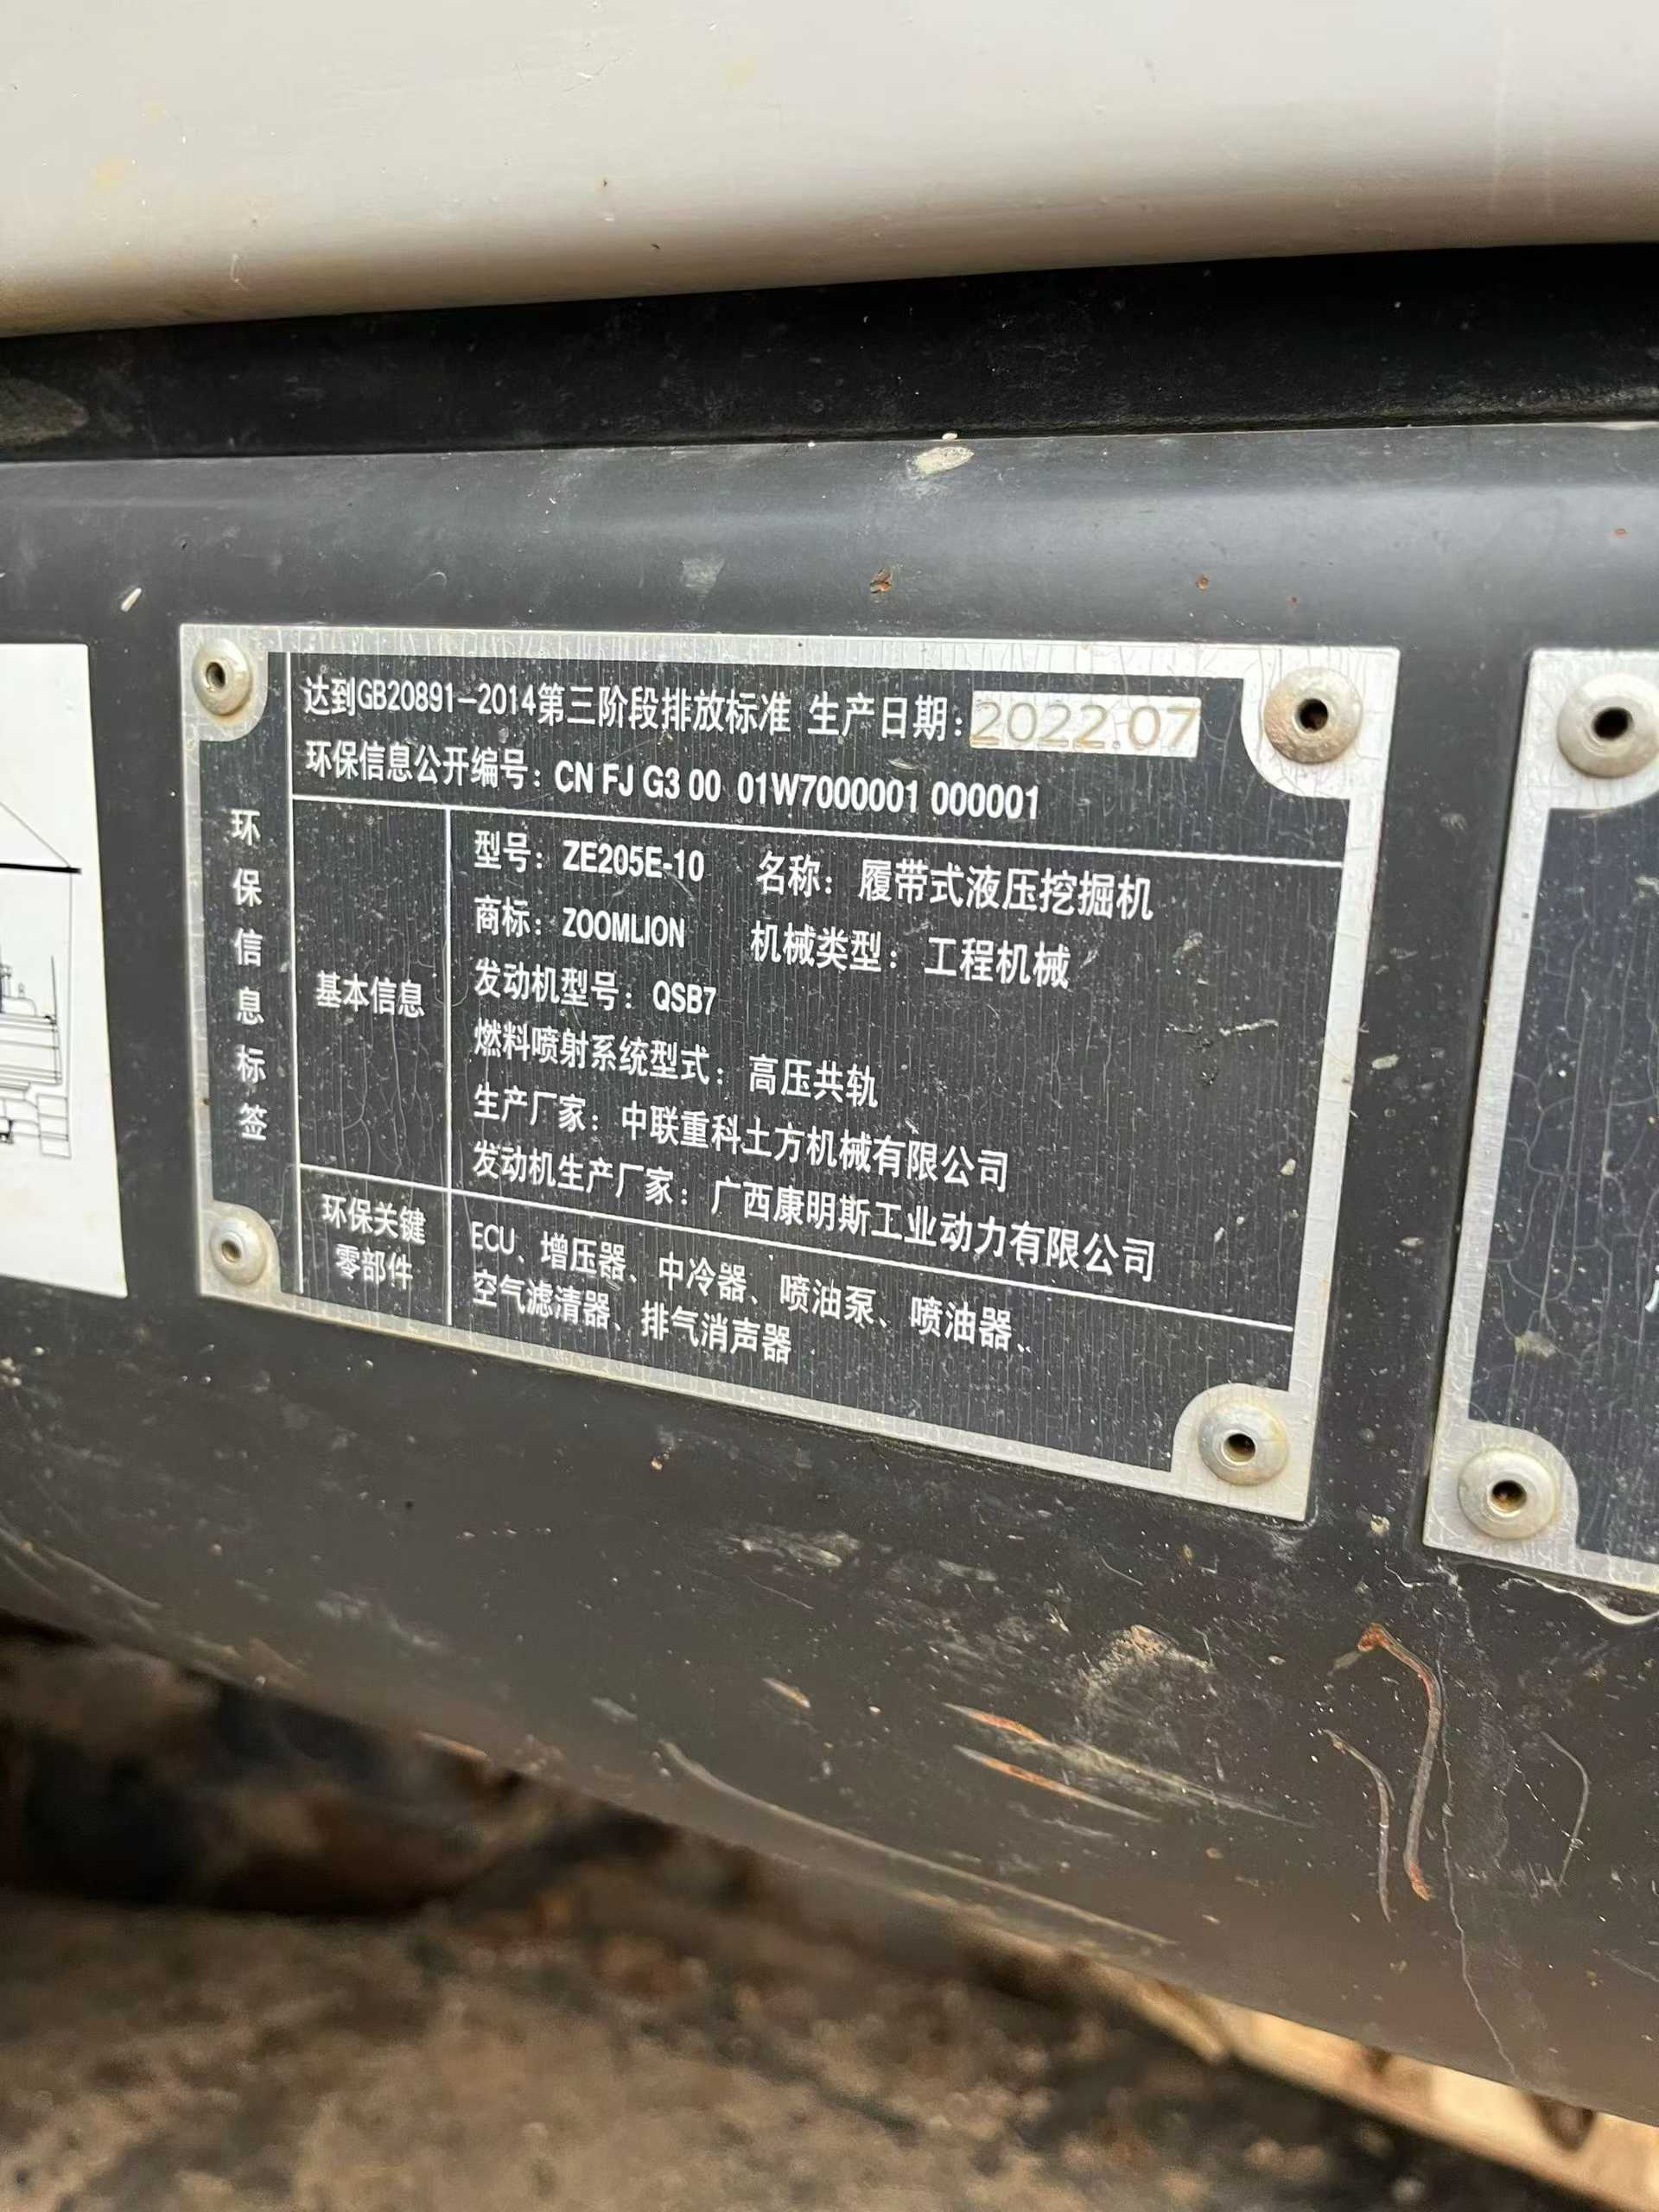 达到GB20891-2014第三阶段排放标准 生产日期:2022.07
环保信息公开编号: CN FJ G3 00 01W7000001 000001
环保信息标签
基本信息
型号: ZE205E-10 名称: 履带式液压挖掘机
商标: ZOOMLION 机械类型: 工程机械
发动机型号: QSB7
燃料喷射系统型式: 高压共轨
生产厂家: 中联重科土方机械有限公司
发动机生产厂家: 广西康明斯工业动力有限公司
环保关键
零部件
ECU、增压器、中冷器、喷油泵、喷油器、
空气滤清器、排气消声器